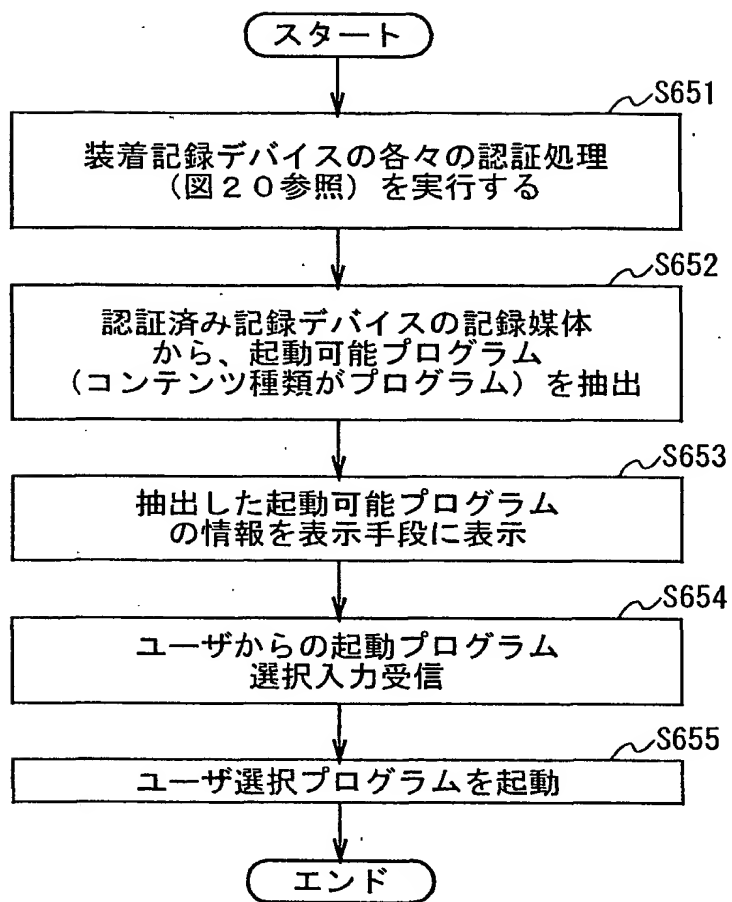 スタート
S651
装着記録デバイスの各々の認証処理
(図20参照)を実行する
S652
認証済み記録デバイスの記録媒体
から、起動可能プログラム
(コンテンツ種類がプログラム)を抽出
S653
抽出した起動可能プログラム
の情報を表示手段に表示
S654
ユーザからの起動プログラム
選択入力受信
S655
ユーザ選択プログラムを起動
エンド